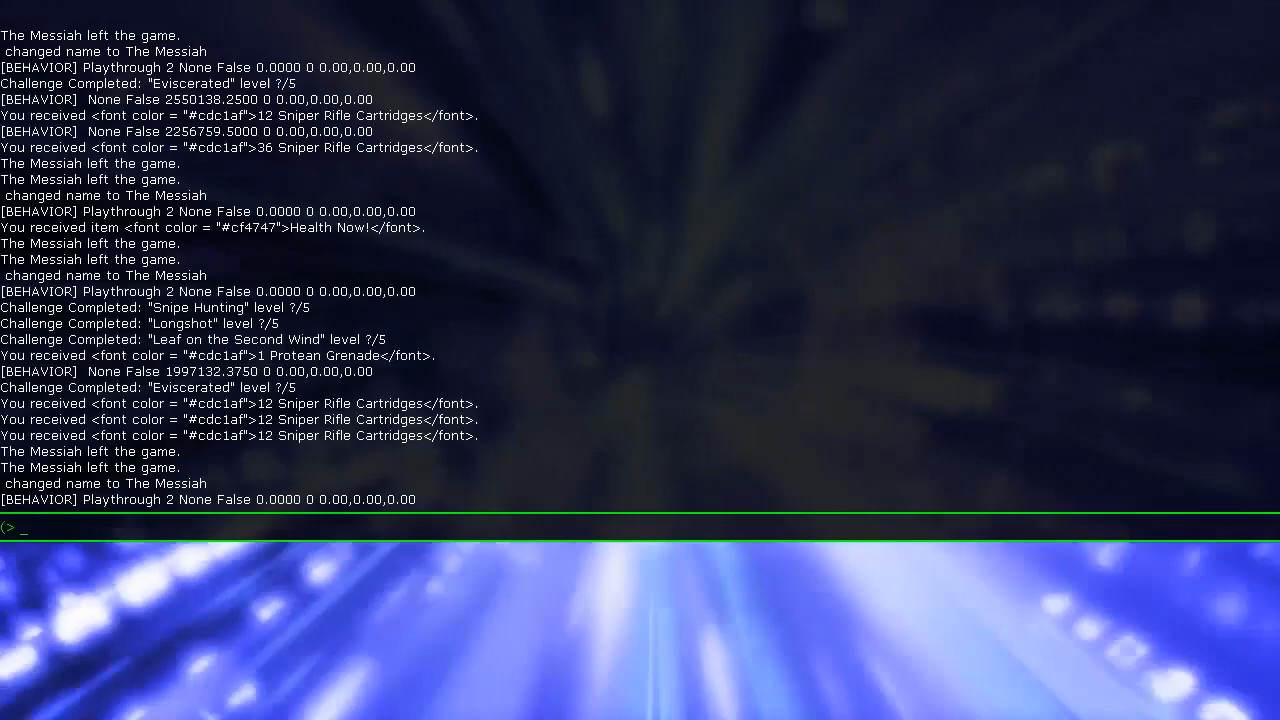 The Messiah left the game.
changed name to The Messiah
[BEHAVIOR] Playthrough 2 None False 0.0000 0 0.00,0.00,0.00
Challenge Completed: "Eviscerated" level ?/5
[BEHAVIOR]  None False 2550138.2500 0 0.00,0.00,0.00
You received <font color = "#cdc1af">12 Sniper Rifle Cartridges</font>.
[BEHAVIOR]  None False 2256759.5000 0 0.00,0.00,0.00
You received <font color = "#cdc1af">36 Sniper Rifle Cartridges</font>.
The Messiah left the game.
The Messiah left the game.
changed name to The Messiah
[BEHAVIOR] Playthrough 2 None False 0.0000 0 0.00,0.00,0.00
You received item <font color = "#cf4747">Health Now!</font>.
The Messiah left the game.
The Messiah left the game.
changed name to The Messiah
[BEHAVIOR] Playthrough 2 None False 0.0000 0 0.00,0.00,0.00
Challenge Completed: "Snipe Hunting" level ?/5
Challenge Completed: "Longshot" level ?/5
Challenge Completed: "Leaf on the Second Wind" level ?/5
You received <font color = "#cdc1af">1 Protean Grenade</font>.
[BEHAVIOR]  None False 1997132.3750 0 0.00,0.00,0.00
Challenge Completed: "Eviscerated" level ?/5
You received <font color = "#cdc1af">12 Sniper Rifle Cartridges</font>.
You received <font color = "#cdc1af">12 Sniper Rifle Cartridges</font>.
You received <font color = "#cdc1af">12 Sniper Rifle Cartridges</font>.
The Messiah left the game.
The Messiah left the game.
changed name to The Messiah
[BEHAVIOR] Playthrough 2 None False 0.0000 0 0.00,0.00,0.00
(> _